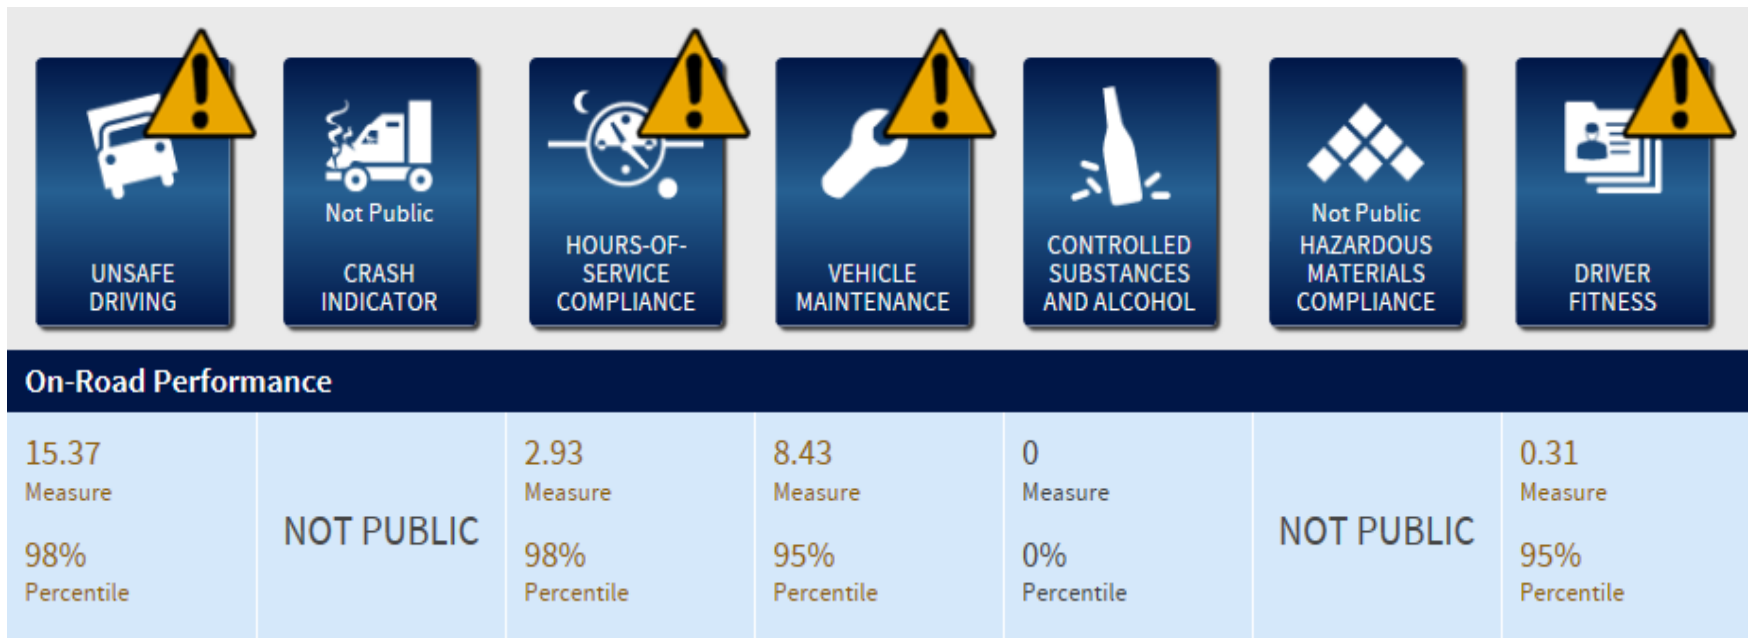 UNSAFE
DRIVING
Not Public
CRASH
INDICATOR
HOURS-OF-
SERVICE
COMPLIANCE
VEHICLE
MAINTENANCE
CONTROLLED
SUBSTANCES
AND ALCOHOL
Not Public
HAZARDOUS
MATERIALS
COMPLIANCE
DRIVER
FITNESS
On-Road Performance
15.37
Measure
98%
Percentile
NOT PUBLIC
2.93
Measure
98%
Percentile
8.43
Measure
95%
Percentile
0
Measure
0%
Percentile
NOT PUBLIC
0.31
Measure
95%
Percentile